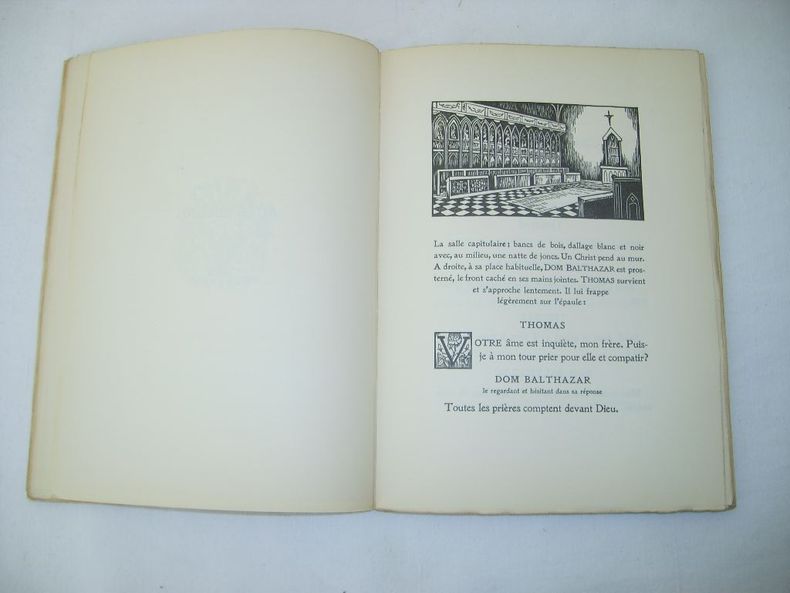 La salle capitulaire : bancs de bois, dallage blanc et noir
avec, au milieu, une natte de joncs. Un Christ pend au mur.
A droite, à sa place habituelle, DOM BALTHAZAR est pros-
terné, le front caché en ses mains jointes. THOMAS survient
et s'approche lentement. Il lui frappe
légèrement sur l'épaule :
THOMAS
VOTRE âme est inquiète, mon frère. Puis-
je à mon tour prier pour elle et compatir?
DOM BALTHAZAR
le regardant et hésitant dans sa réponse
Toutes les prières comptent devant Dieu.